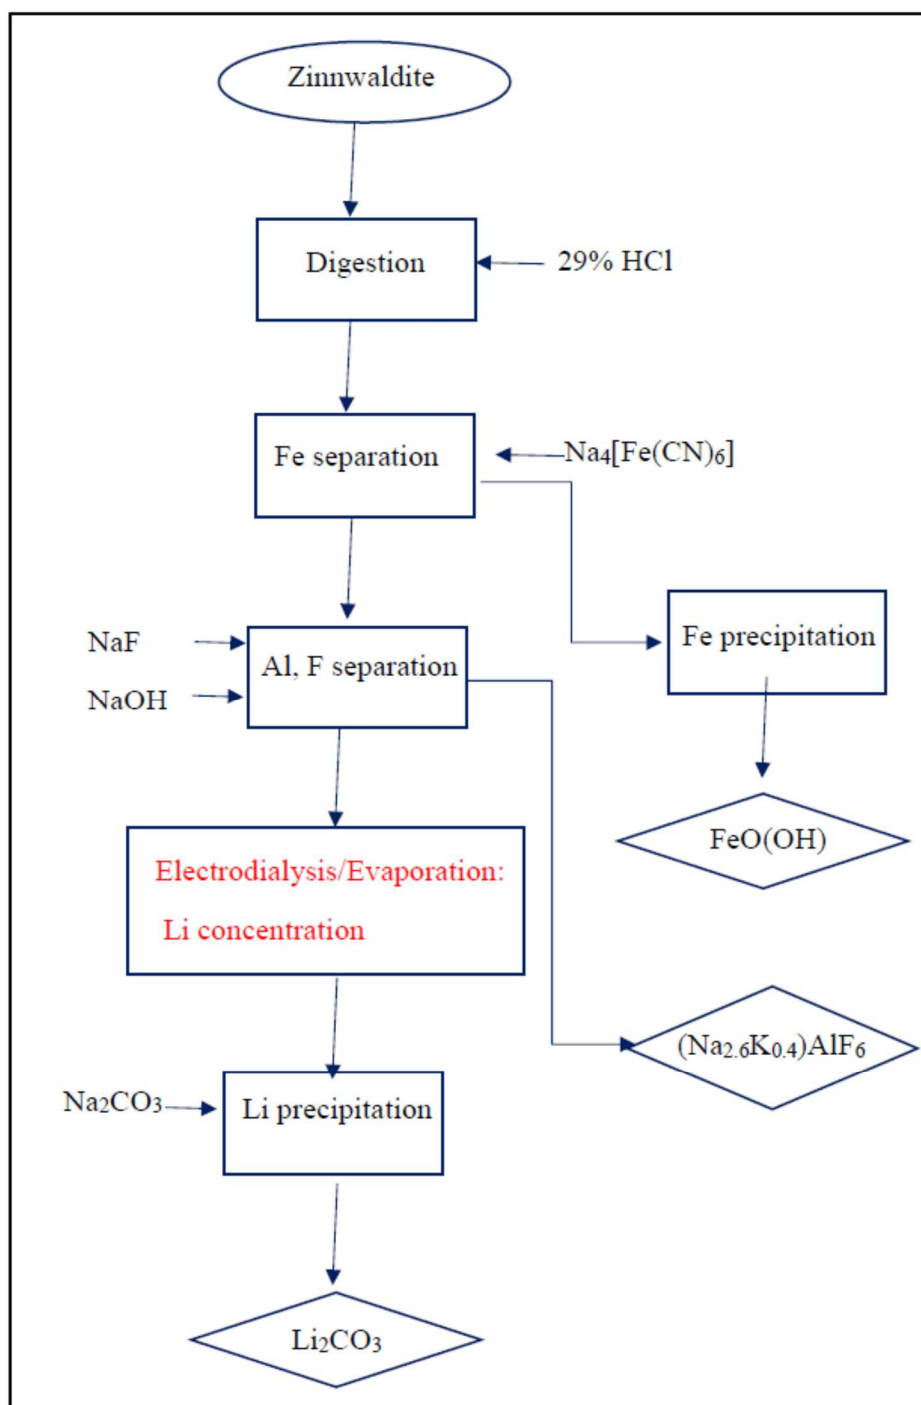 Zinnwaldite
Digestion
29% HCl
Fe separation
Na₄[Fe(CN)₆]
NaF
NaOH
Al, F separation
Fe precipitation
FeO(OH)
Electrodialysis/Evaporation:
Li concentration
(Na₂.₆K₀.₄)AlF₆
Na₂CO₃
Li precipitation
Li₂CO₃